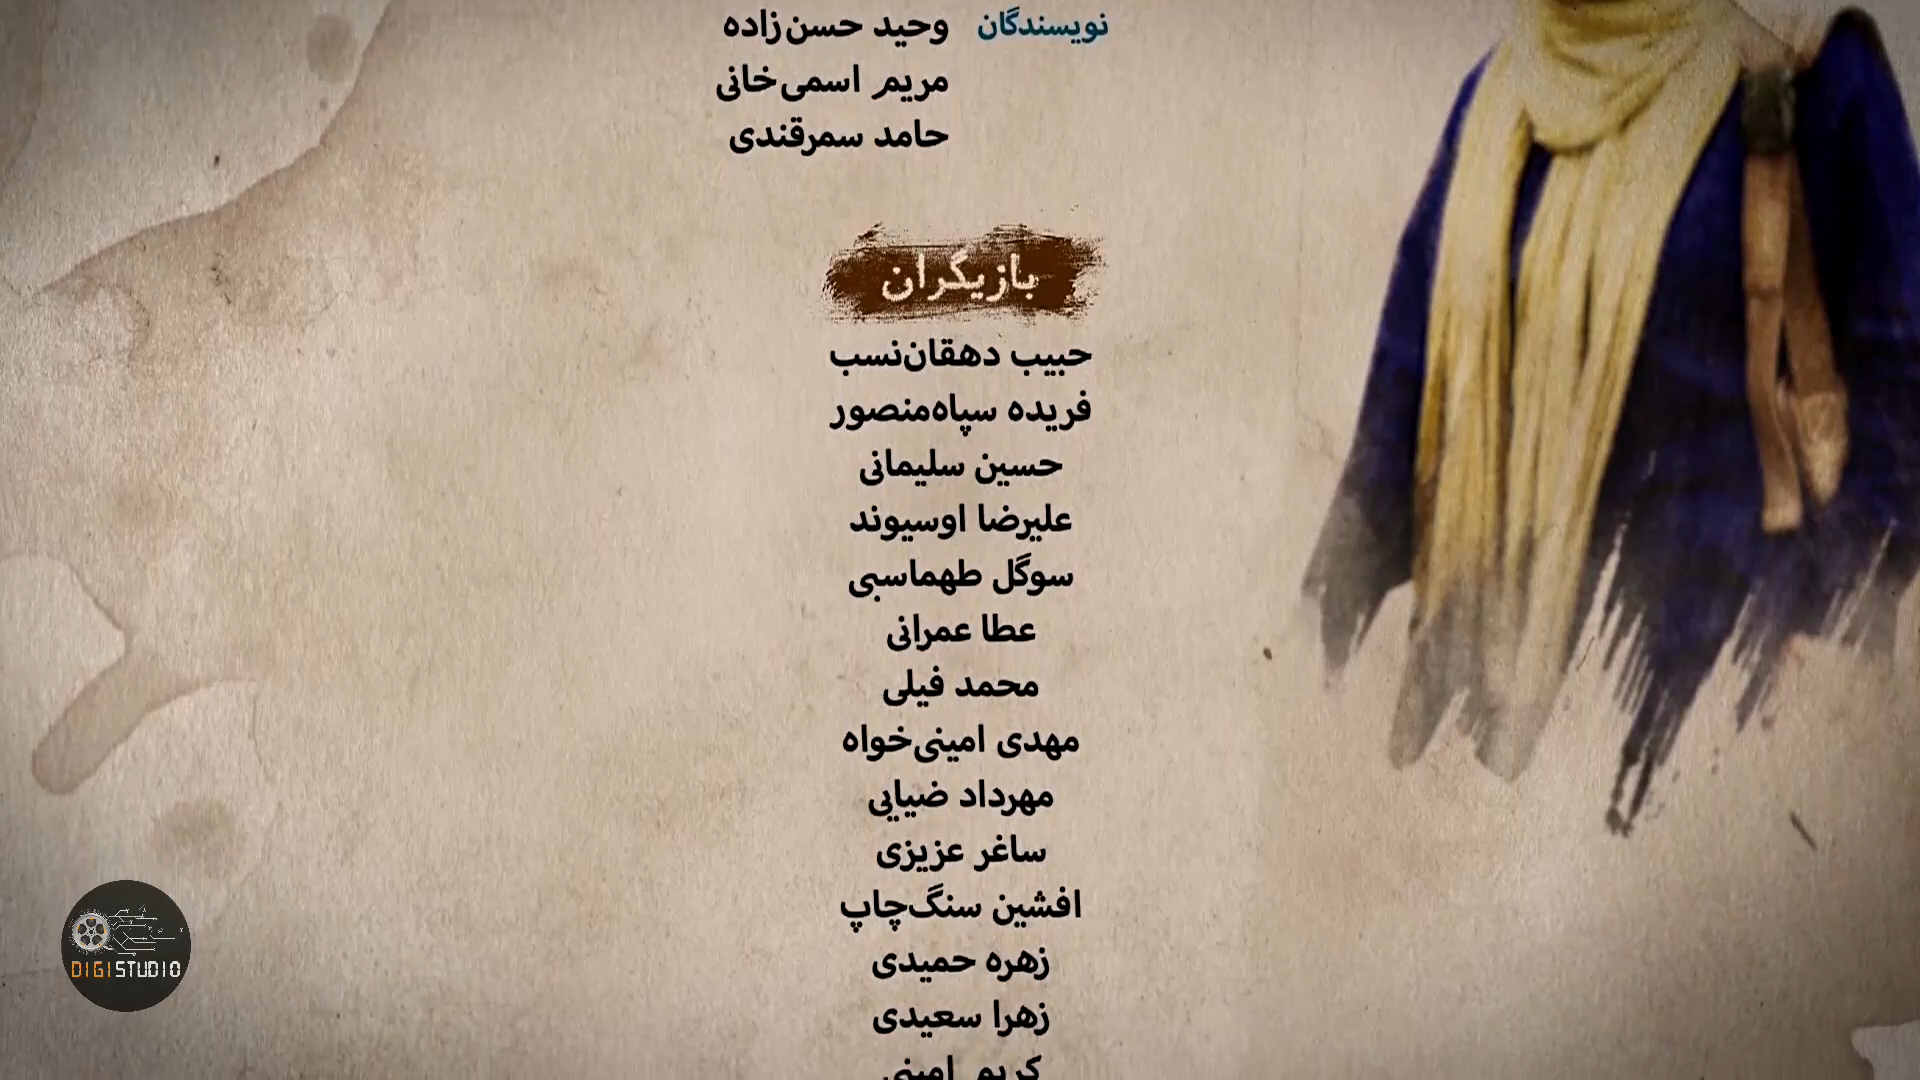 نویسندگان وحید حسن‌زاده
مریم اسمی‌خانی
حامد سمرقندی
بازیگران
حبیب دهقان‌نسب
فریده سپاه‌منصور
حسین سلیمانی
علیرضا اوسیوند
سوگل طهماسبی
عطا عمرانی
محمد فیلی
مهدی امینی‌خواه
مهرداد ضیایی
ساغر عزیزی
افشین سنگ‌چاپ
زهره حمیدی
زهرا سعیدی
کریم امینی
DIGISTUDIO